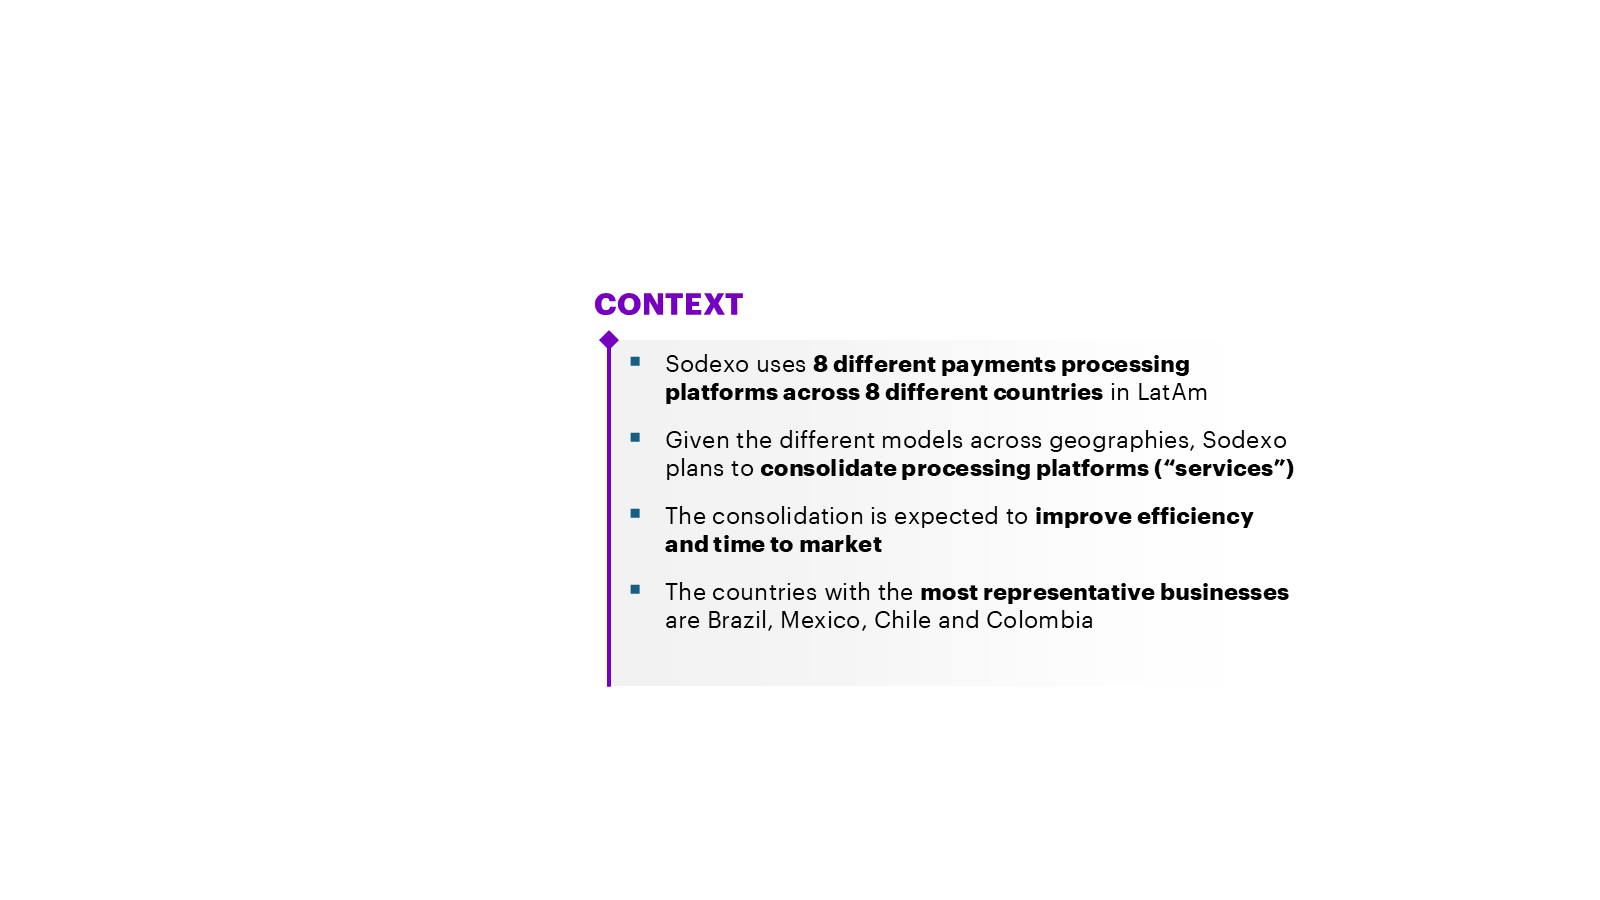 CONTEXT
Sodexo uses 8 different payments processing
platforms across 8 different countries in LatAm
Given the different models across geographies, Sodexo
plans to consolidate processing platforms (“services”)
The consolidation is expected to improve efficiency
and time to market
The countries with the most representative businesses
are Brazil, Mexico, Chile and Colombia